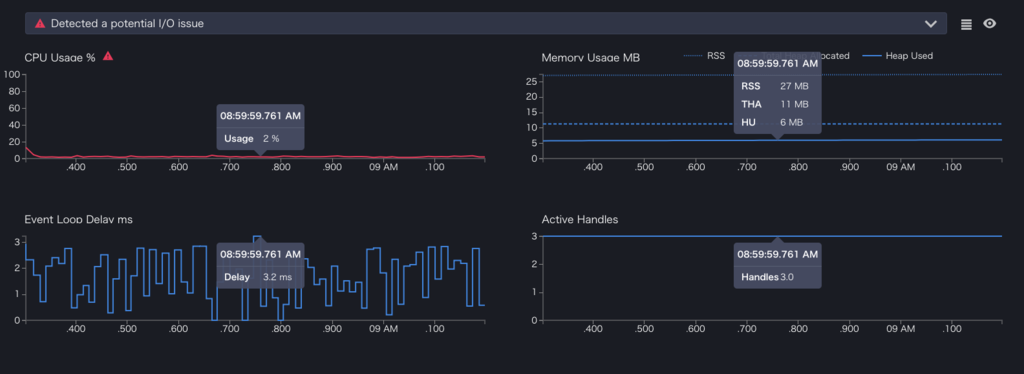 Detected a potential I/O issue
CPU Usage %
100
80
60
40
20
0
.400
.500
.600
.700
.800
.900
09 AM
.100
08:59:59.761 AM
Usage 2 %
Memory Usage MB
RSS
ocated
Heap Used
25
20
15
10
5
0
.400
.500
.600
.700
.800
.850
09 AM
.100
08:59:59.761 AM
RSS 27 MB
THA 11 MB
HU 6 MB
Event Loop Delay ms
3
2
1
0
.400
.500
.600
.700
.800
09 AM
.100
08:59:59.761 AM
Delay 3.2 ms
Active Handles
3
2
1
0
.400
.500
.600
.700
.800
09 AM
.100
08:59:59.761 AM
Handles 3.0